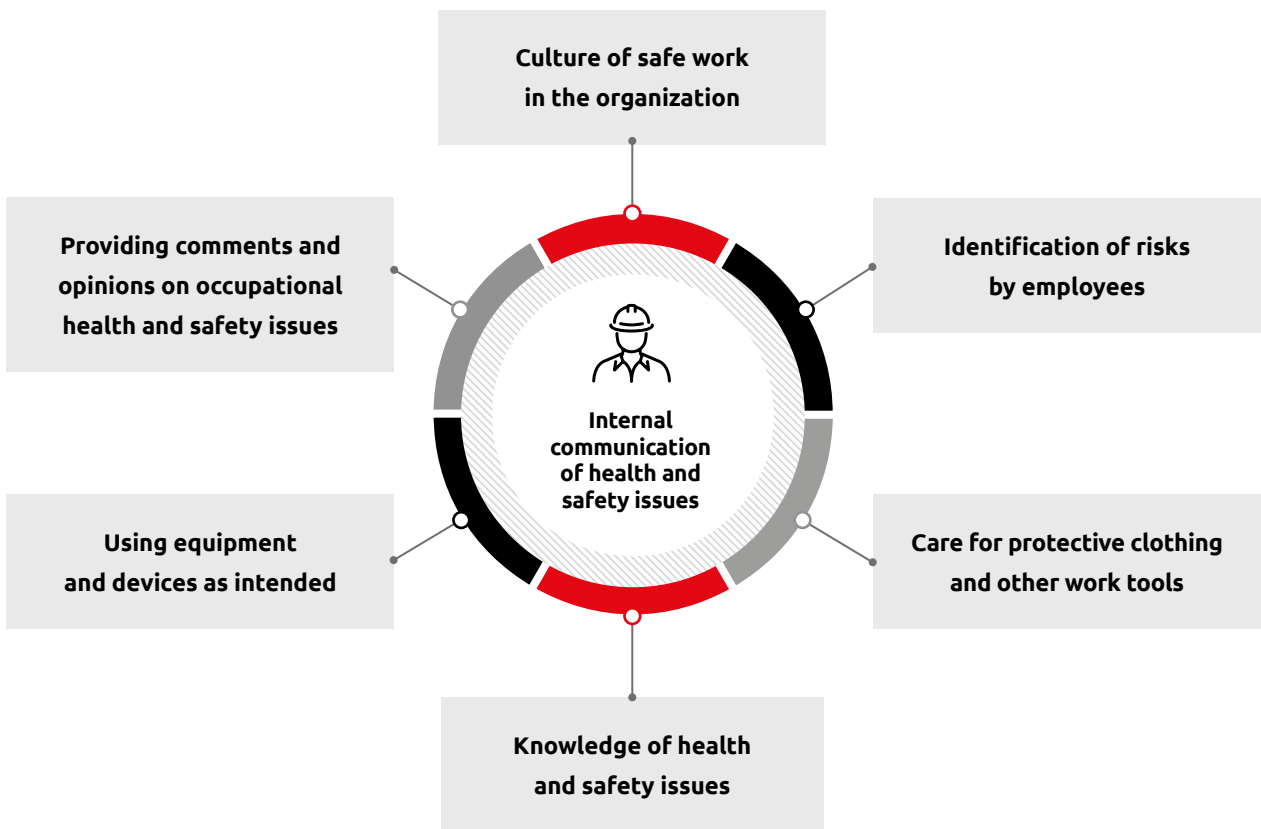 Culture of safe work
in the organization
Providing comments and
opinions on occupational
health and safety issues
Identification of risks
by employees
Internal
communication
of health and
safety issues
Using equipment
and devices as intended
Care for protective clothing
and other work tools
Knowledge of health
and safety issues